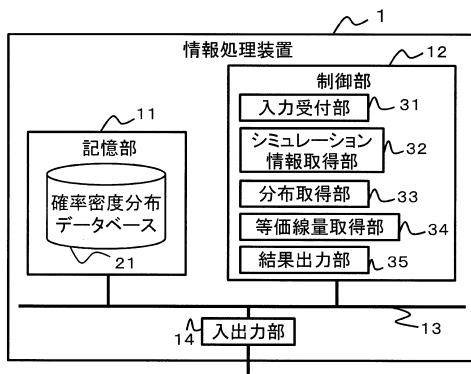 1
情報処理装置
12
制御部
入力受付部
31
シミュレーション
情報取得部
32
分布取得部
33
等価線量取得部
34
結果出力部
35
11
記憶部
確率密度分布
データベース
21
13
14
入出力部